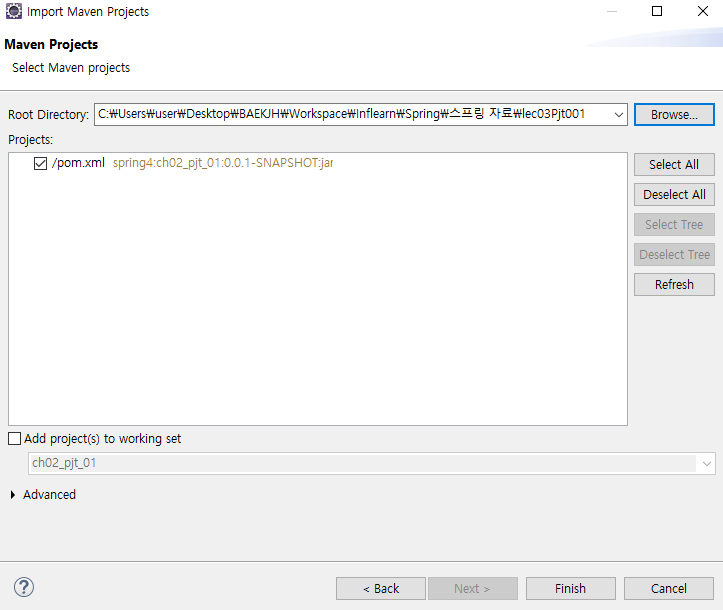 Import Maven Projects
Maven Projects
Select Maven projects
Root Directory: C:₩Users₩user₩Desktop₩BAEKJH₩Workspace₩Inflearn₩Spring₩스프링 자료₩lec03Pjt001 Browse...
Projects:
/pom.xml spring4:ch02_pjt_01:0.0.1-SNAPSHOT:jar
Select All
Deselect All
Select Tree
Deselect Tree
Refresh
Add project(s) to working set
ch02_pjt_01
Advanced
? < Back Next > Finish Cancel